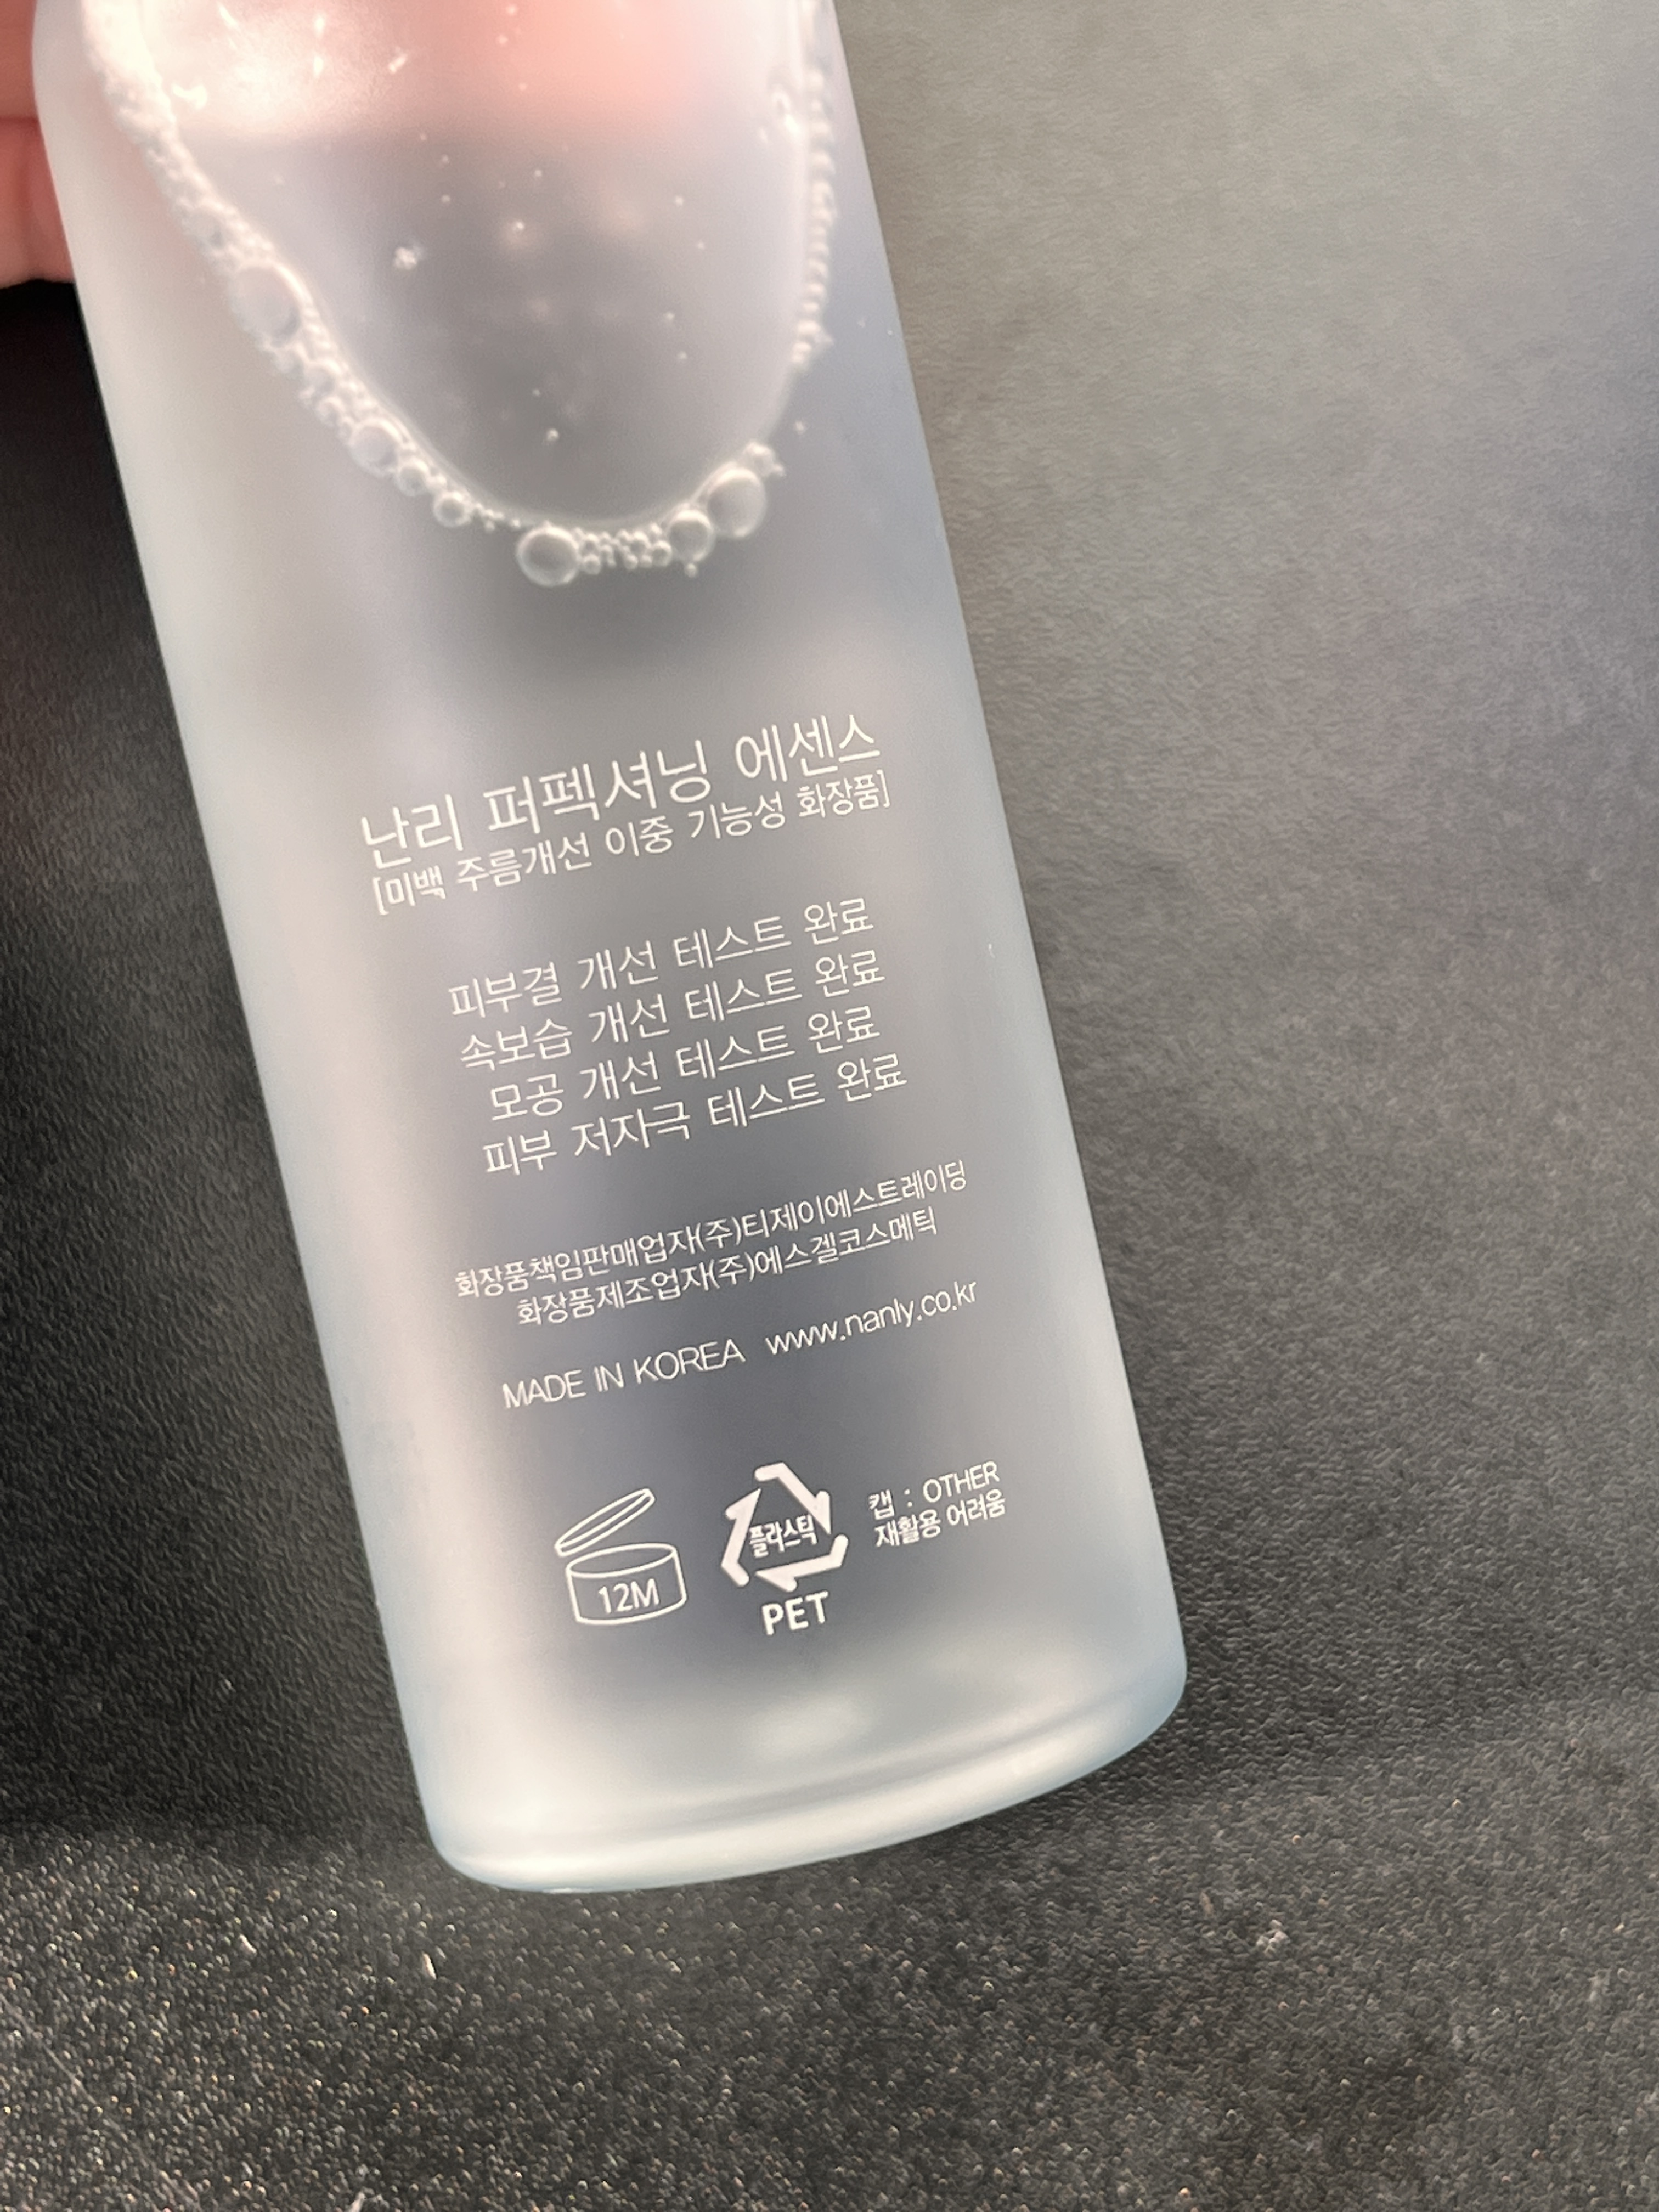 난리 퍼펙셔닝 에센스
[미백 주름개선 이중 기능성 화장품]
피부결 개선 테스트 완료
속보습 개선 테스트 완료
모공 개선 테스트 완료
피부 저자극 테스트 완료
화장품책임판매업자(주)티제이에스트레이딩
화장품제조업자(주)에스겔코스메틱
MADE IN KOREA www.nanly.co.kr
12M
플라스틱
PET
캡 : OTHER
재활용 어려움